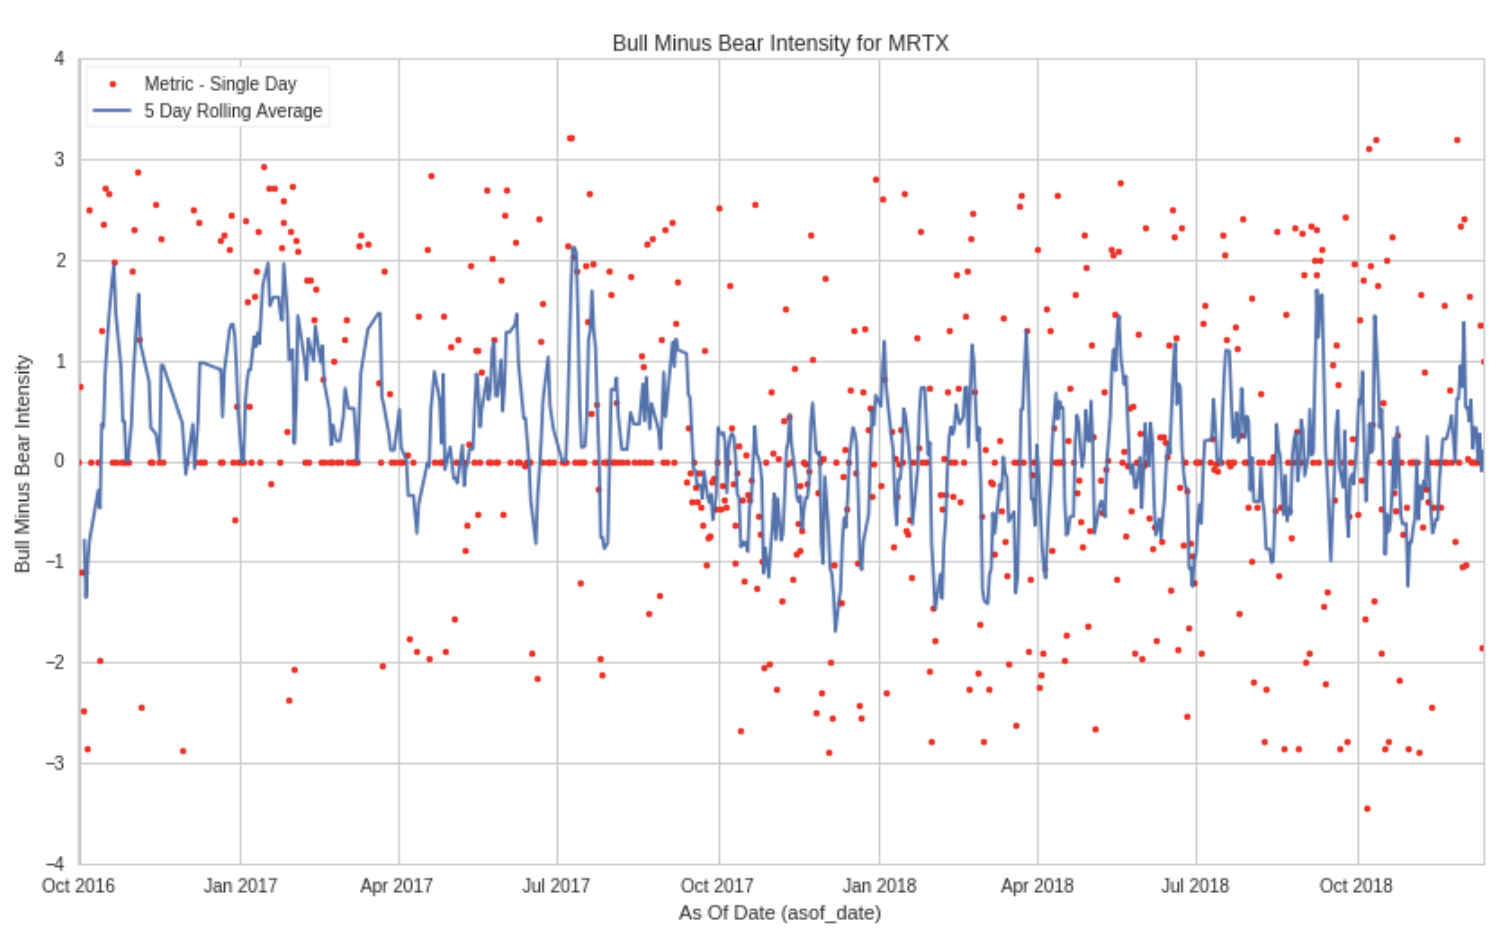 Bull Minus Bear Intensity for MRTX
Metric - Single Day
5 Day Rolling Average
Bull Minus Bear Intensity
4
3
2
1
0
−1
−2
−3
−4
Oct 2016
Jan 2017
Apr 2017
Jul 2017
Oct 2017
Jan 2018
Apr 2018
Jul 2018
Oct 2018
As Of Date (asof_date)